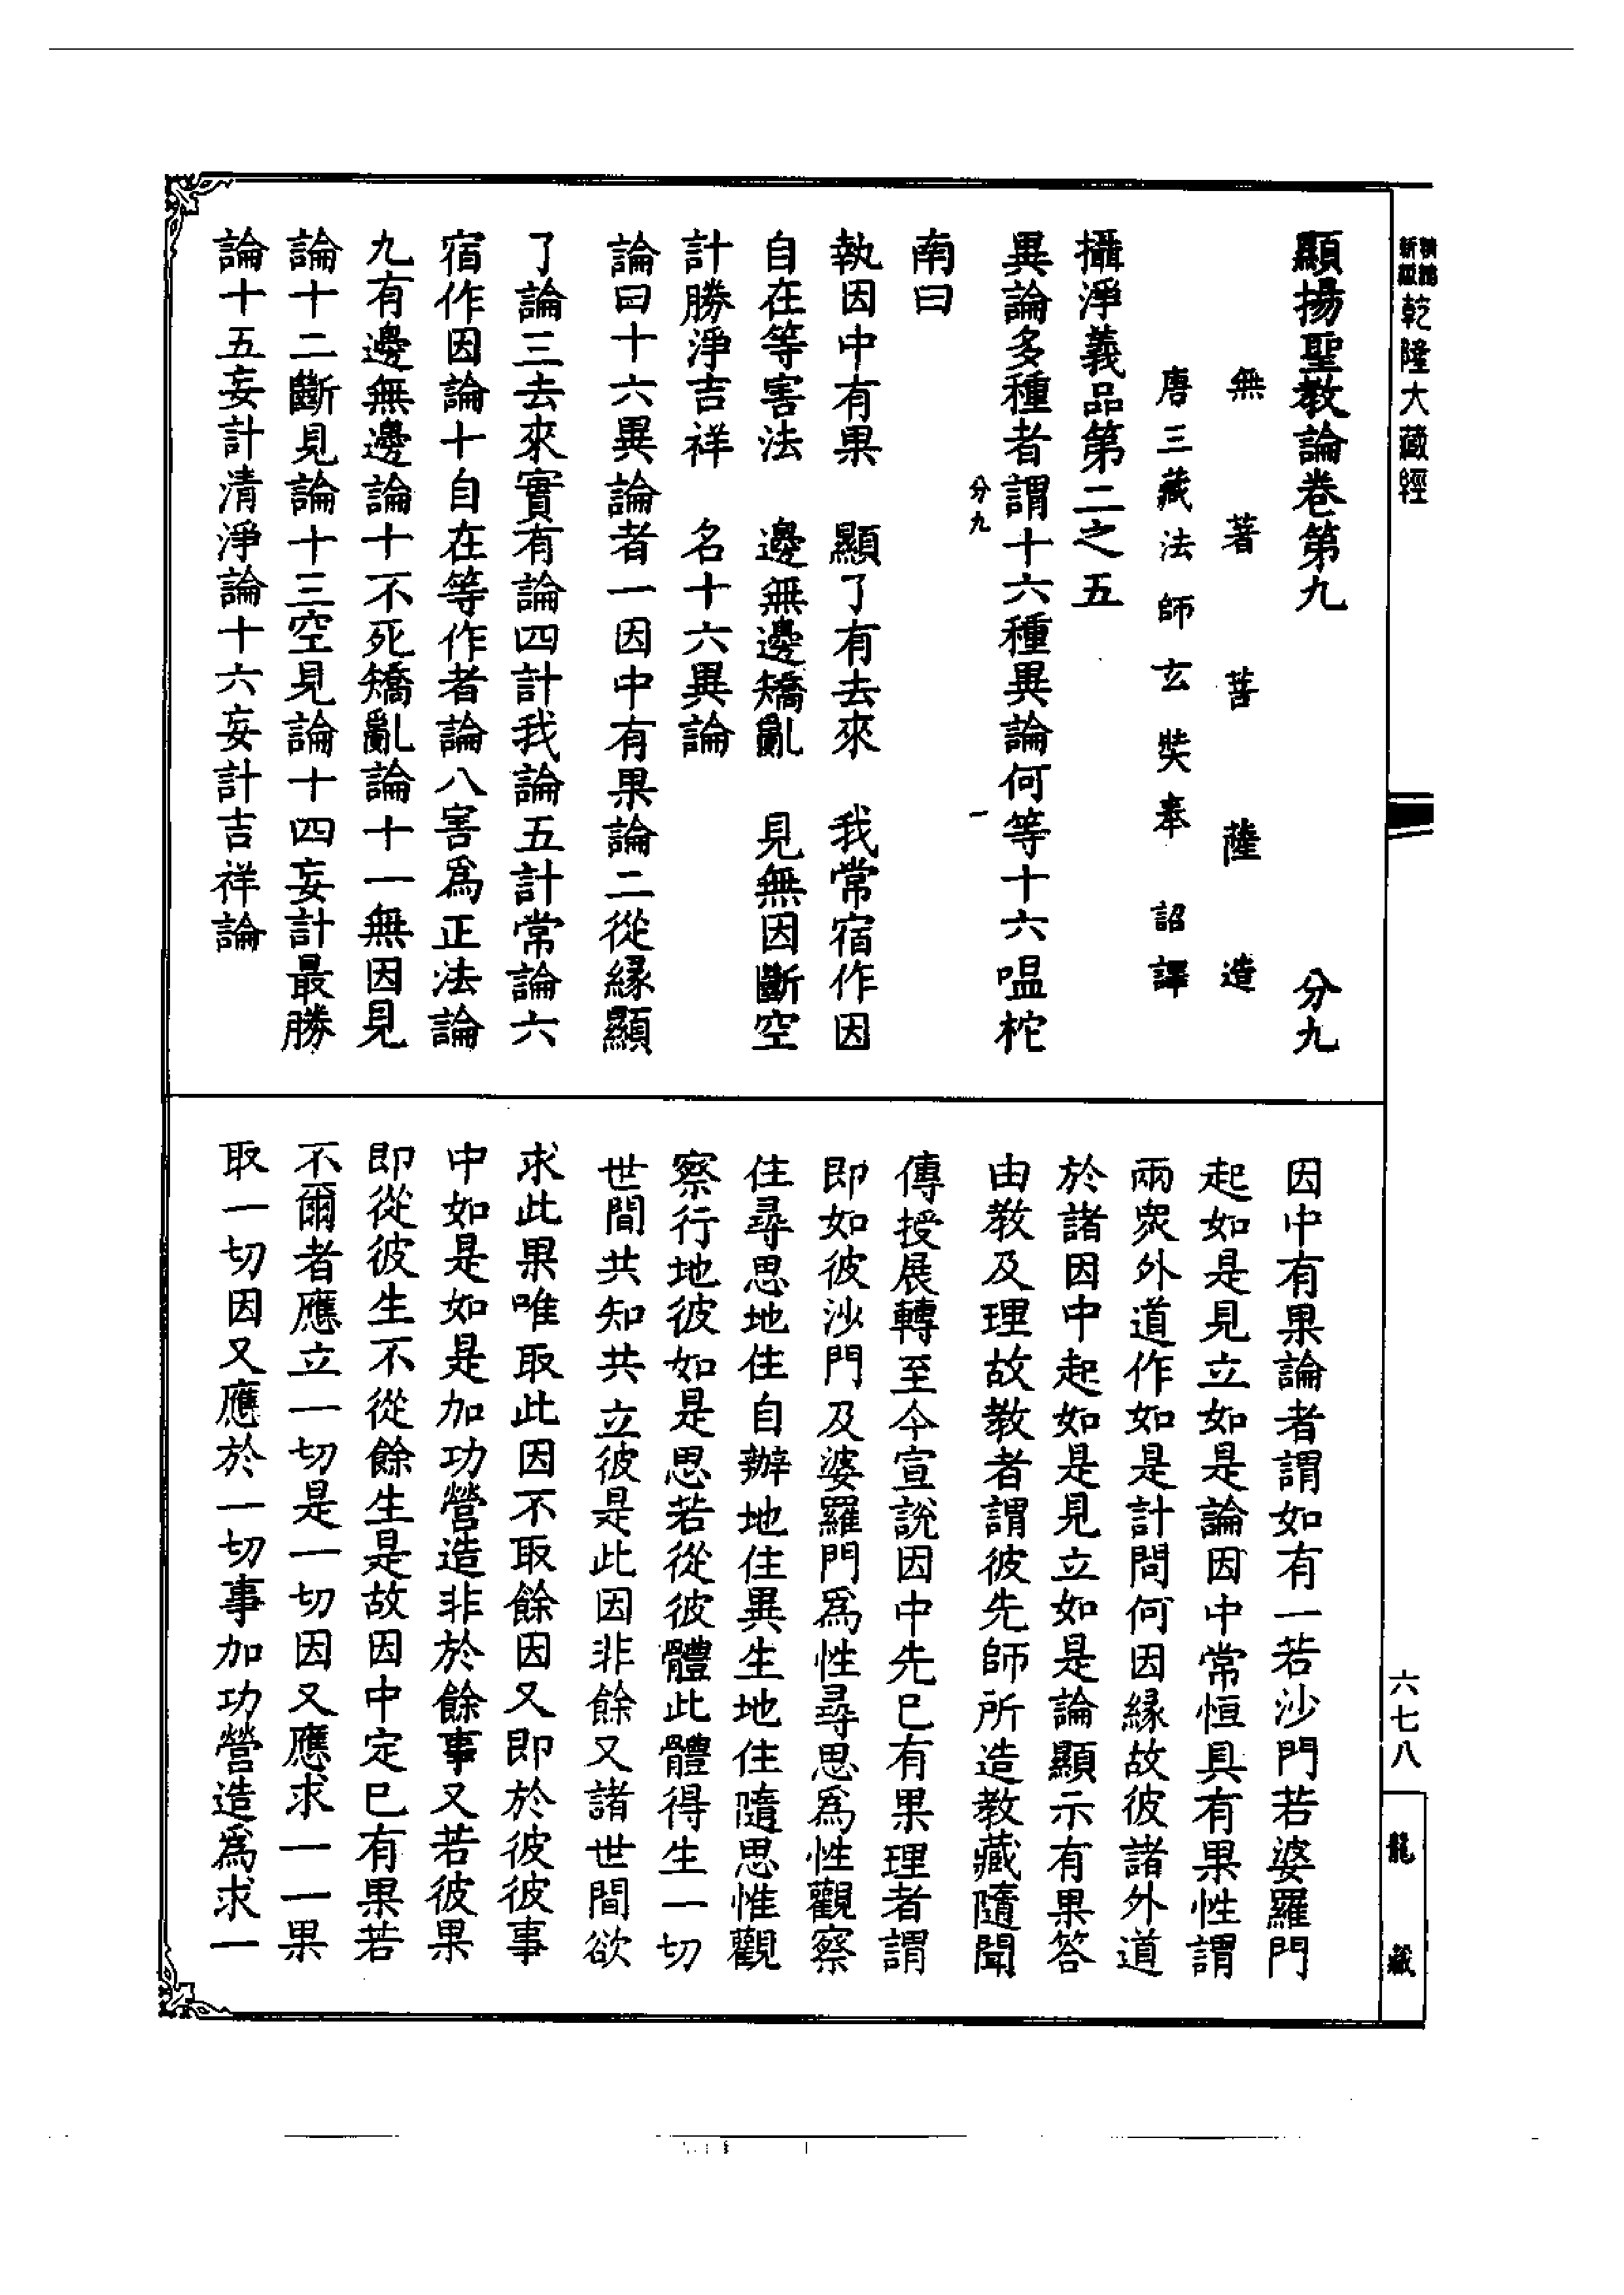 新編縮本
乾隆大藏經
六七八
龍藏
顯揚聖教論卷第九　分九
無著菩薩造
唐三藏法師玄奘奉詔譯
攝淨義品第二之五
異論多種者謂十六種異論何等十六嗢柁
分九　一
南曰
執因中有果　顯了有去來　我常宿作因
自在等害法　邊無邊矯亂　見無因斷空
計勝淨吉祥　名十六異論
論曰十六異論者一因中有果論二從緣顯
了論三去來實有論四計我論五計常論六
宿作因論十自在等作者論八害爲正法論
九有邊無邊論十不死矯亂論十一無因見
論十二斷見論十三空見論十四妄計最勝
論十五妄計清淨論十六妄計吉祥論
因中有果論者謂如有一若沙門若婆羅門
起如是見立如是論因中常恒具有果性謂
兩衆外道作如是計問何因緣故彼諸外道
於諸因中起如是見立如是論顯示有果答
由教及理故教者謂彼先師所造教藏隨聞
傳授展轉至今宣說因中先巳有果理者謂
即如彼沙門及婆羅門爲性尋思爲性觀察
住尋思地住自辦地住異生地住隨思惟觀
察行地彼如是思若從彼體此體得生一切
世間共知共立彼是此因非餘又諸世間欲
求此果唯取此因不取餘因又即於彼彼事
中如是如是加功營造非於餘事又若彼果
即從彼生不從餘生是故因中定巳有果若
不爾者應立一切是一切因又應求一一果
取一切因又應於一切事加功營造爲求一